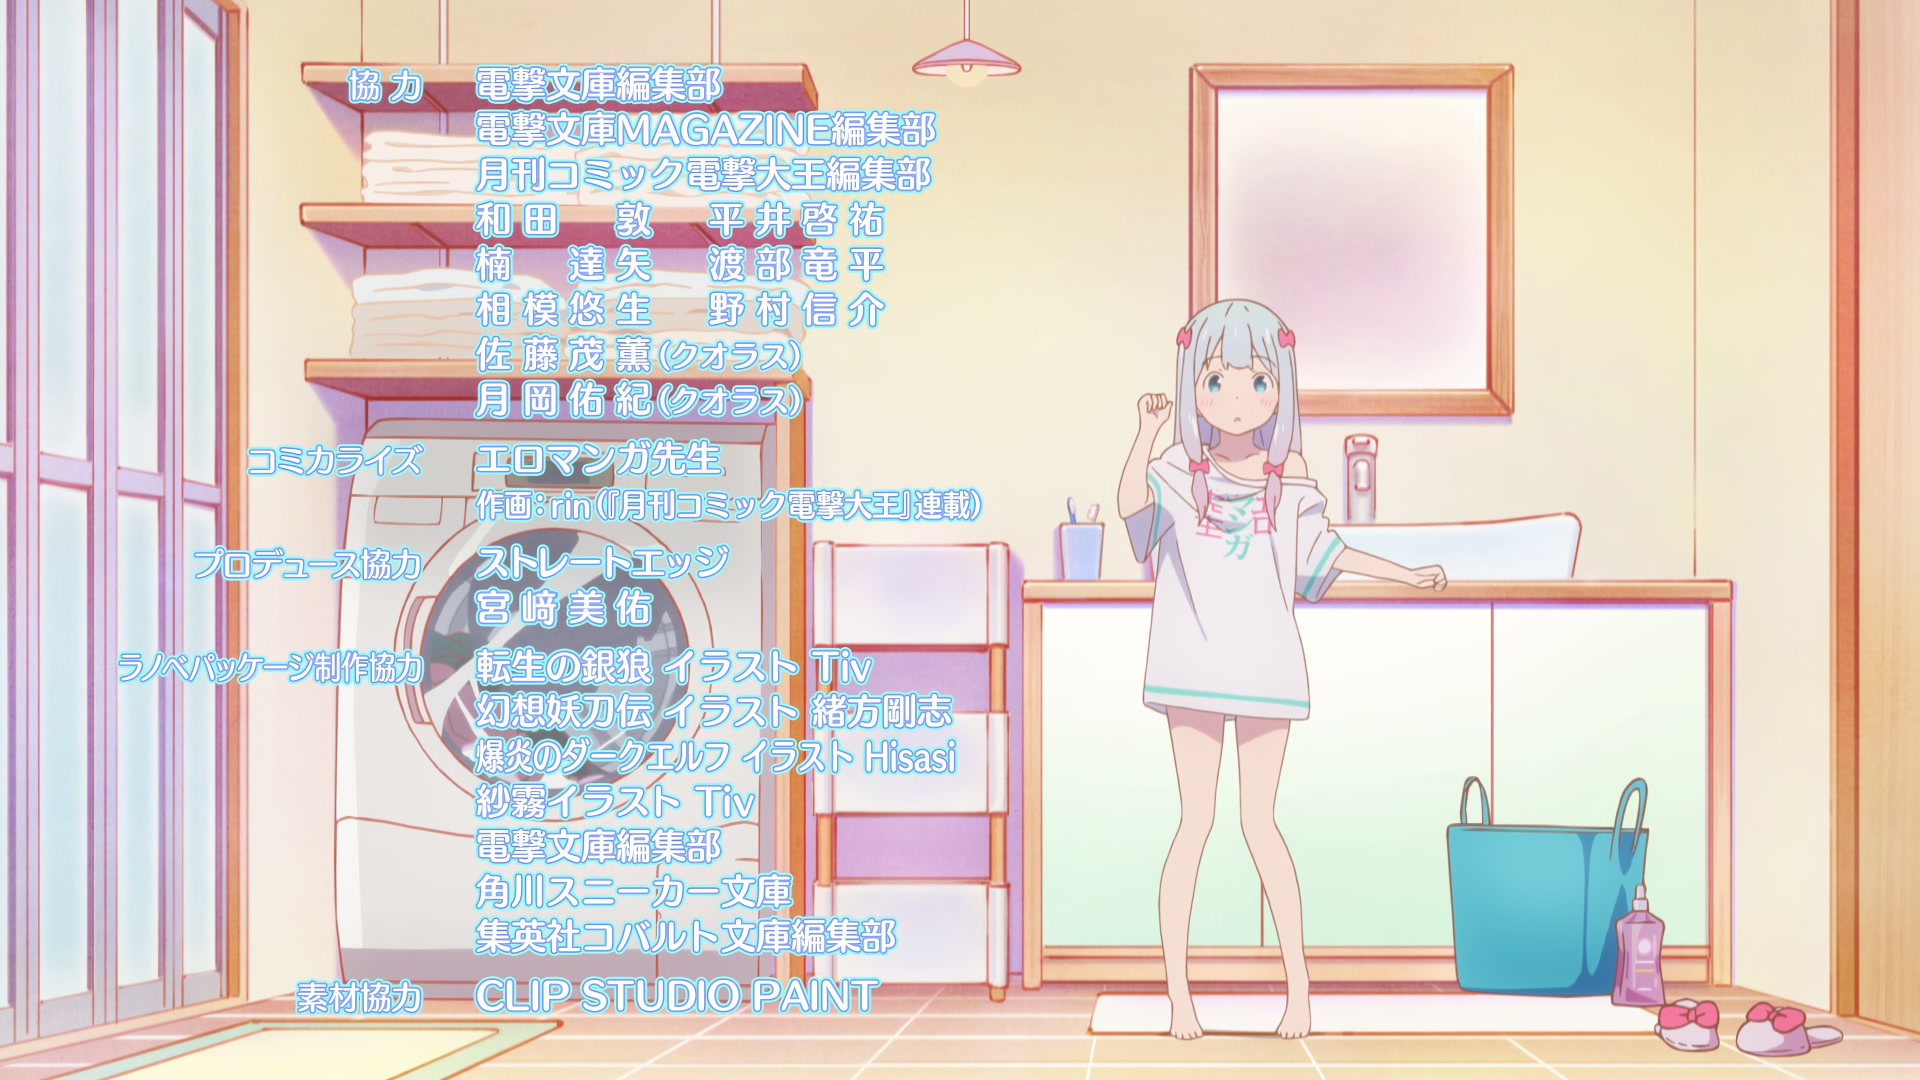 協力 電撃文庫編集部
電撃文庫MAGAZINE編集部
月刊コミック電撃大王編集部
和田 敦 平井啓祐
楠 達矢 渡部竜平
相模悠生 野村信介
佐藤茂薫(クオラス)
月岡佑紀(クオラス)
コミカライズ エロマンガ先生
作画:rin(『月刊コミック電撃大王』連載)
プロデュース協力 ストレートエッジ
宮﨑美佑
ラノベパッケージ制作協力 転生の銀狼 イラスト Tiv
幻想妖刀伝 イラスト 緒方剛志
爆炎のダークエルフ イラスト Hisasi
紗霧イラスト Tiv
電撃文庫編集部
角川スニーカー文庫
集英社コバルト文庫編集部
素材協力 CLIP STUDIO PAINT